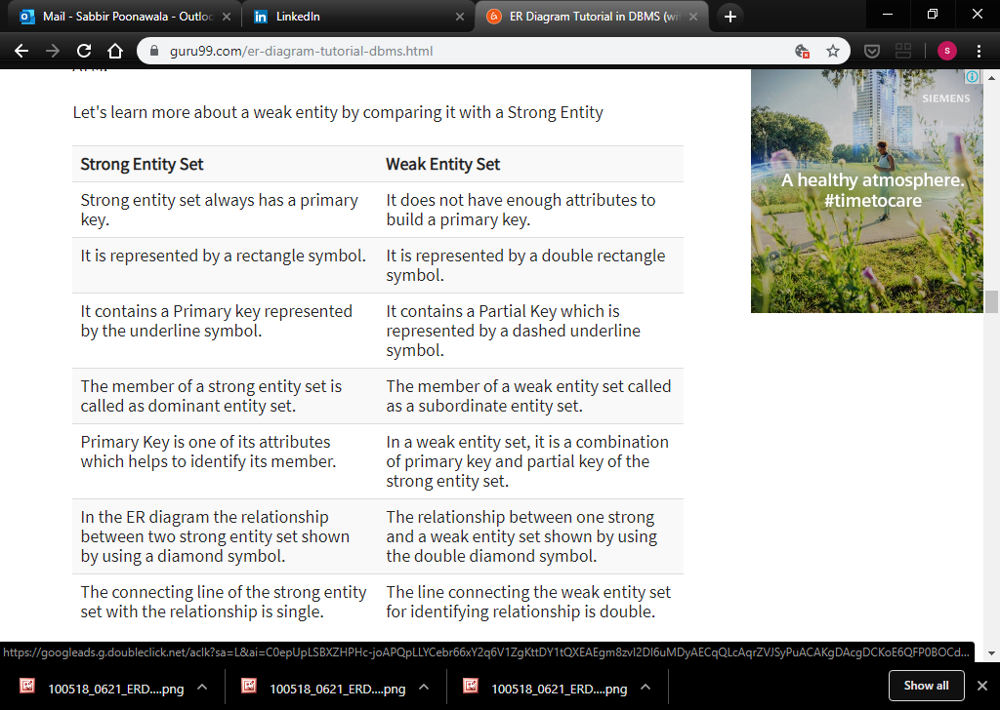 Mail - Sabbir Poonawala - Outloo
LinkedIn
ER Diagram Tutorial in DBMS (wi
guru99.com/er-diagram-tutorial-dbms.html
S
Let's learn more about a weak entity by comparing it with a Strong Entity
Strong Entity Set
Weak Entity Set
Strong entity set always has a primary
key.
It does not have enough attributes to
build a primary key.
It is represented by a rectangle symbol.
It is represented by a double rectangle
symbol.
It contains a Primary key represented
by the underline symbol.
It contains a Partial Key which is
represented by a dashed underline
symbol.
The member of a strong entity set is
called as dominant entity set.
The member of a weak entity set called
as a subordinate entity set.
Primary Key is one of its attributes
which helps to identify its member.
In a weak entity set, it is a combination
of primary key and partial key of the
strong entity set.
In the ER diagram the relationship
between two strong entity set shown
by using a diamond symbol.
The relationship between one strong
and a weak entity set shown by using
the double diamond symbol.
The connecting line of the strong entity
set with the relationship is single.
The line connecting the weak entity set
for identifying relationship is double.
SIEMENS
A healthy atmosphere.
#timetocare
100518_0621_ERD....png
100518_0621_ERD....png
100518_0621_ERD....png
Show all